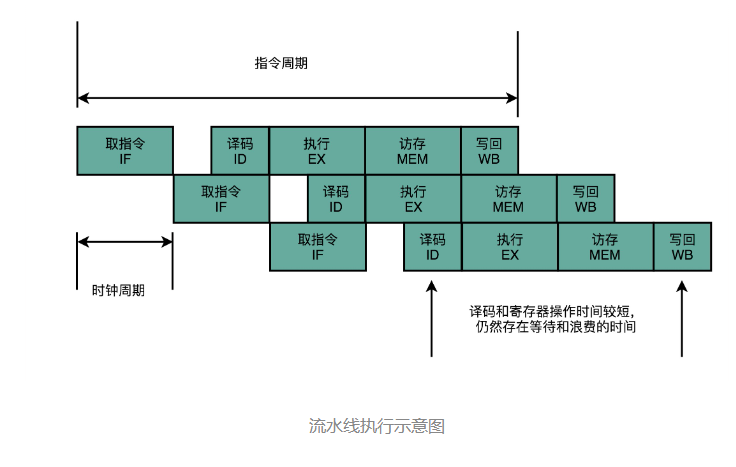 指令周期
取指令 译码 执行 访存 写回
IF ID EX MEM WB
取指令 译码 执行 访存 写回
IF ID EX MEM WB
取指令 译码 执行 访存 写回
IF ID EX MEM WB
时钟周期
译码和寄存器操作时间较短,
仍然存在等待和浪费的时间
流水线执行示意图